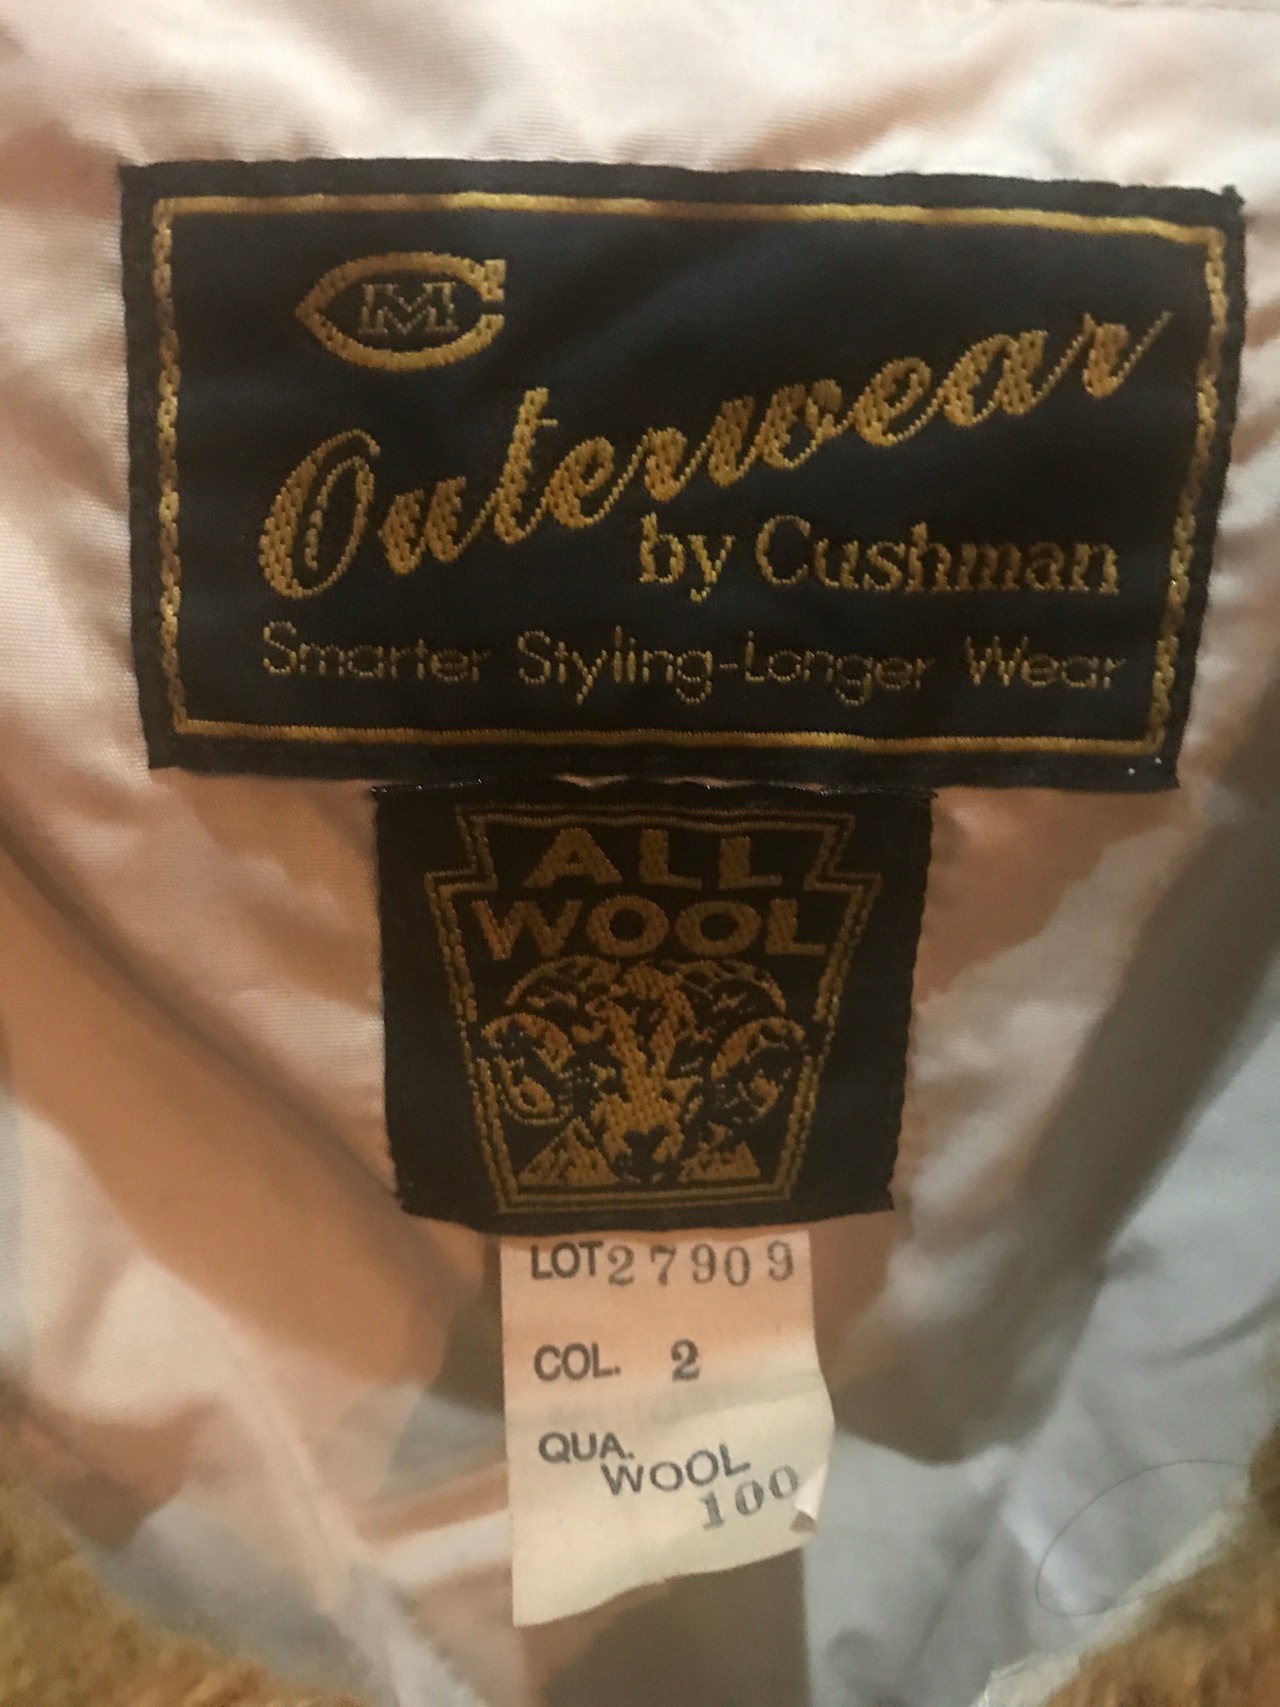 CM
Outerwear
by Cushman
Smarter Styling-Longer Wear
ALL
WOOL
LOT 27909
COL. 2
QUA.
WOOL
100